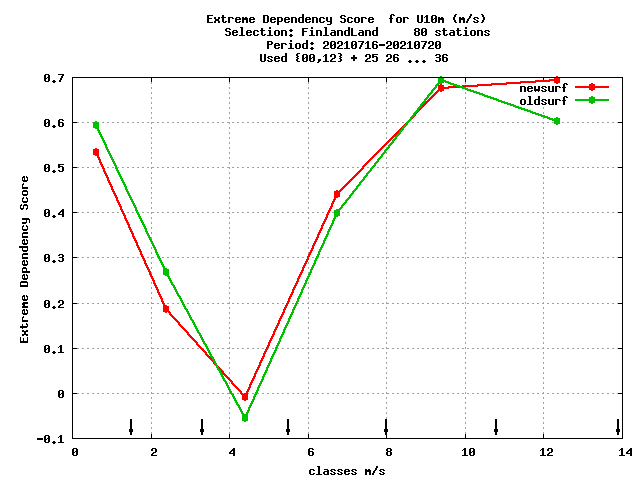 Extreme Dependency Score  for U10m (m/s)
Selection: FinlandLand     80 stations
Period: 20210716-20210720
Used {00,12} + 25 26 ... 36
newsurf
oldsurf
Extreme Dependency Score
0.7
0.6
0.5
0.4
0.3
0.2
0.1
0
-0.1
0 2 4 6 8 10 12 14
classes m/s